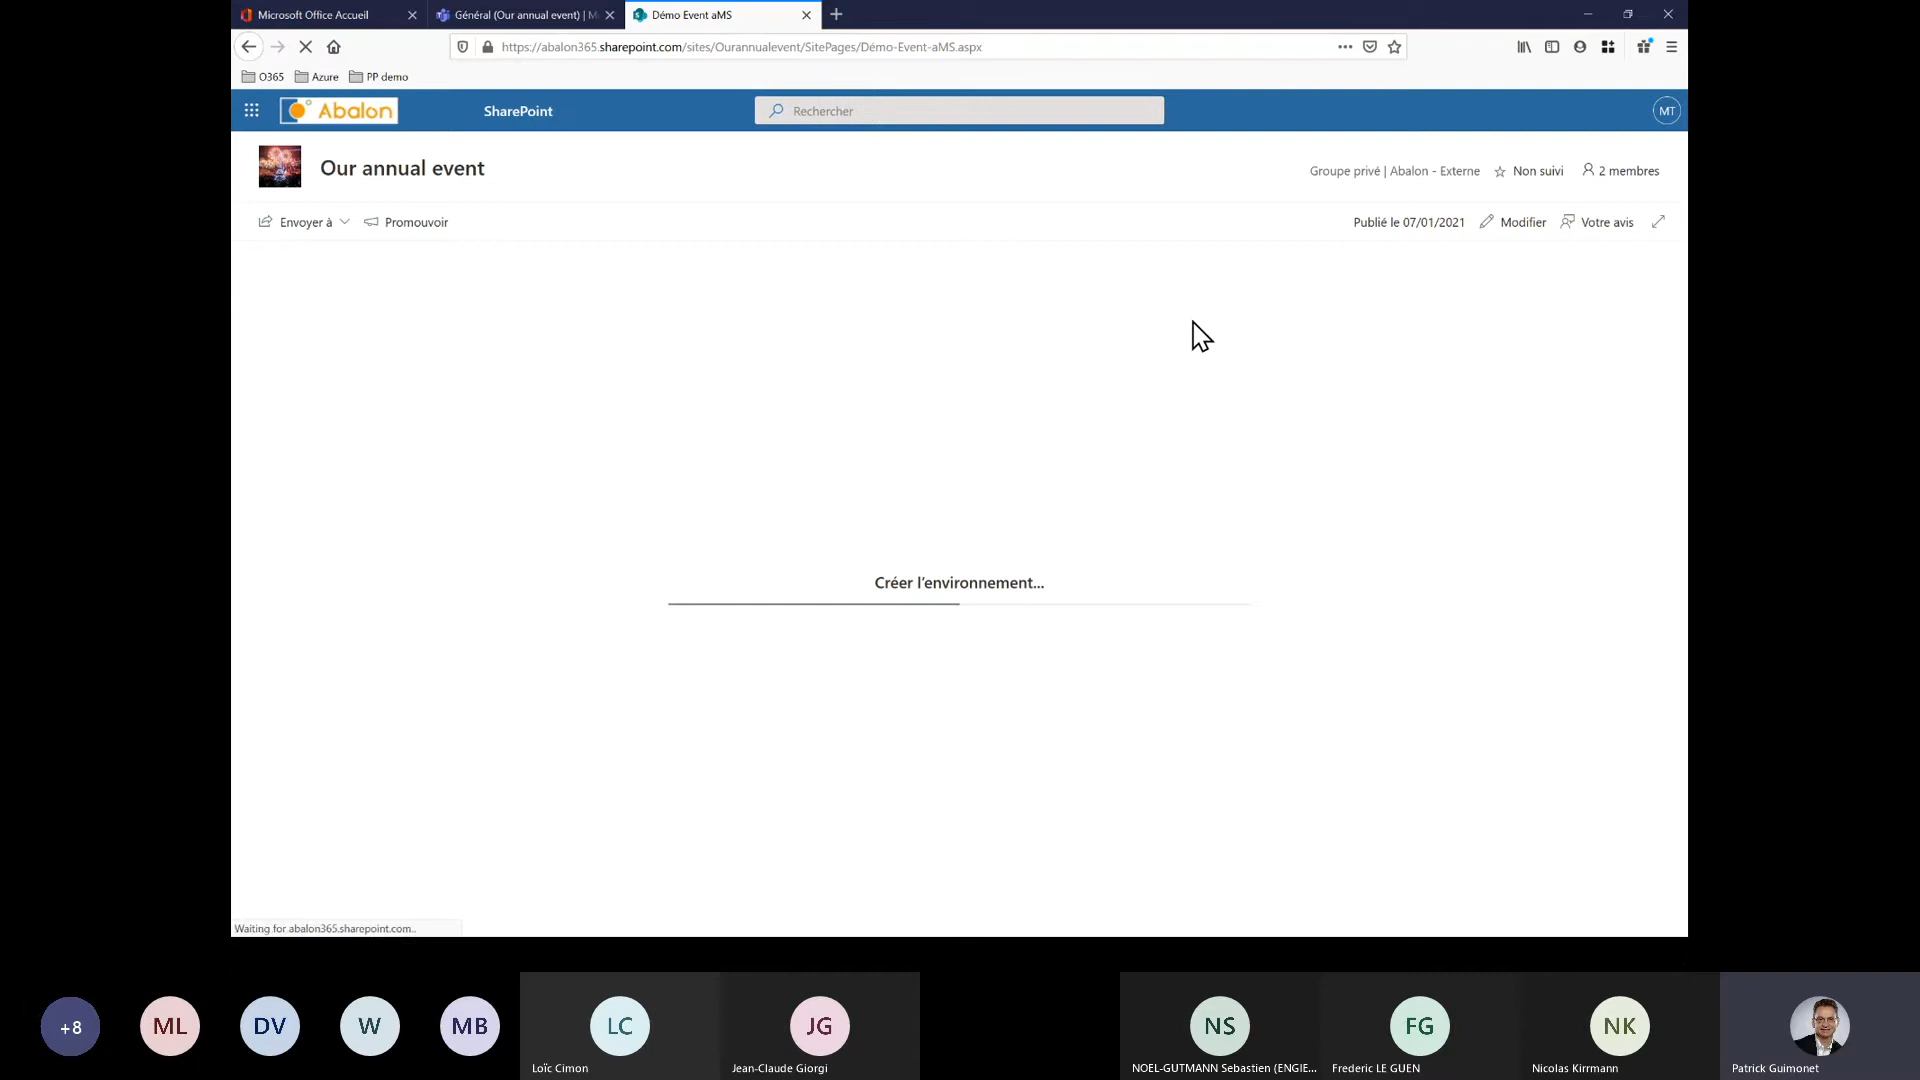 Microsoft Office Accueil
Général (Our annual event) | M
Démo Event aMS
https://abalon365.sharepoint.com/sites/Ourannualevent/SitePages/Démo-Event-aMS.aspx
O365 Azure PP demo
Abalon SharePoint Rechercher MT
Our annual event
Groupe privé | Abalon - Externe Non suivi 2 membres
Envoyer à Promouvoir Publié le 07/01/2021 Modifier Votre avis
Créer l'environnement...
Waiting for abalon365.sharepoint.com..
+8 ML DV W MB LC JG NS FG NK
Loïc Cimon Jean-Claude Giorgi NOEL-GUTMANN Sebastien (ENGIE... Frederic LE GUEN Nicolas Kirrmann Patrick Guimonet